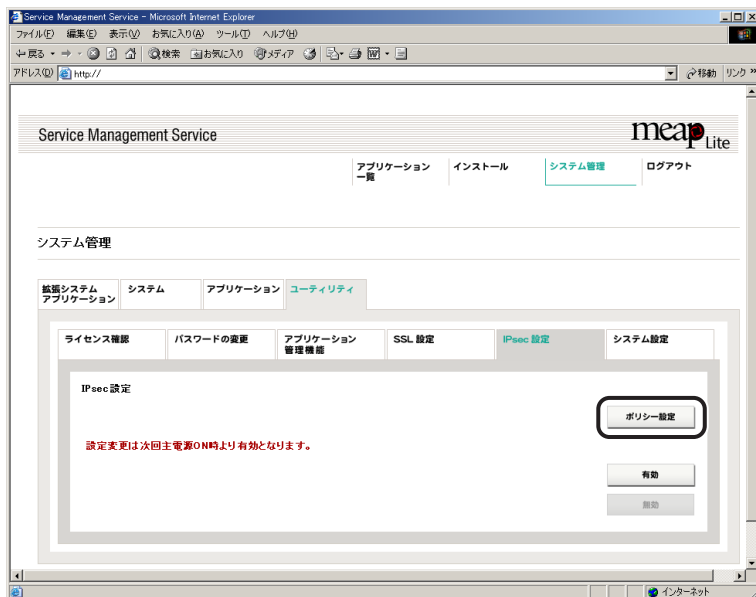 Service Management Service - Microsoft Internet Explorer
ファイル(F) 編集(E) 表示(V) お気に入り(A) ツール(T) ヘルプ(H)
戻る 検索 お気に入り メディア
アドレス(D) http:// 移動 リンク »
Service Management Service
meap Lite
アプリケーション
一覧
インストール
システム管理
ログアウト
システム管理
拡張システム
アプリケーション
システム
アプリケーション
ユーティリティ
ライセンス確認
パスワードの変更
アプリケーション
管理機能
SSL 設定
IPsec 設定
システム設定
IPsec設定
ポリシー設定
設定変更は次回主電源ON時より有効となります。
有効
無効
インターネット